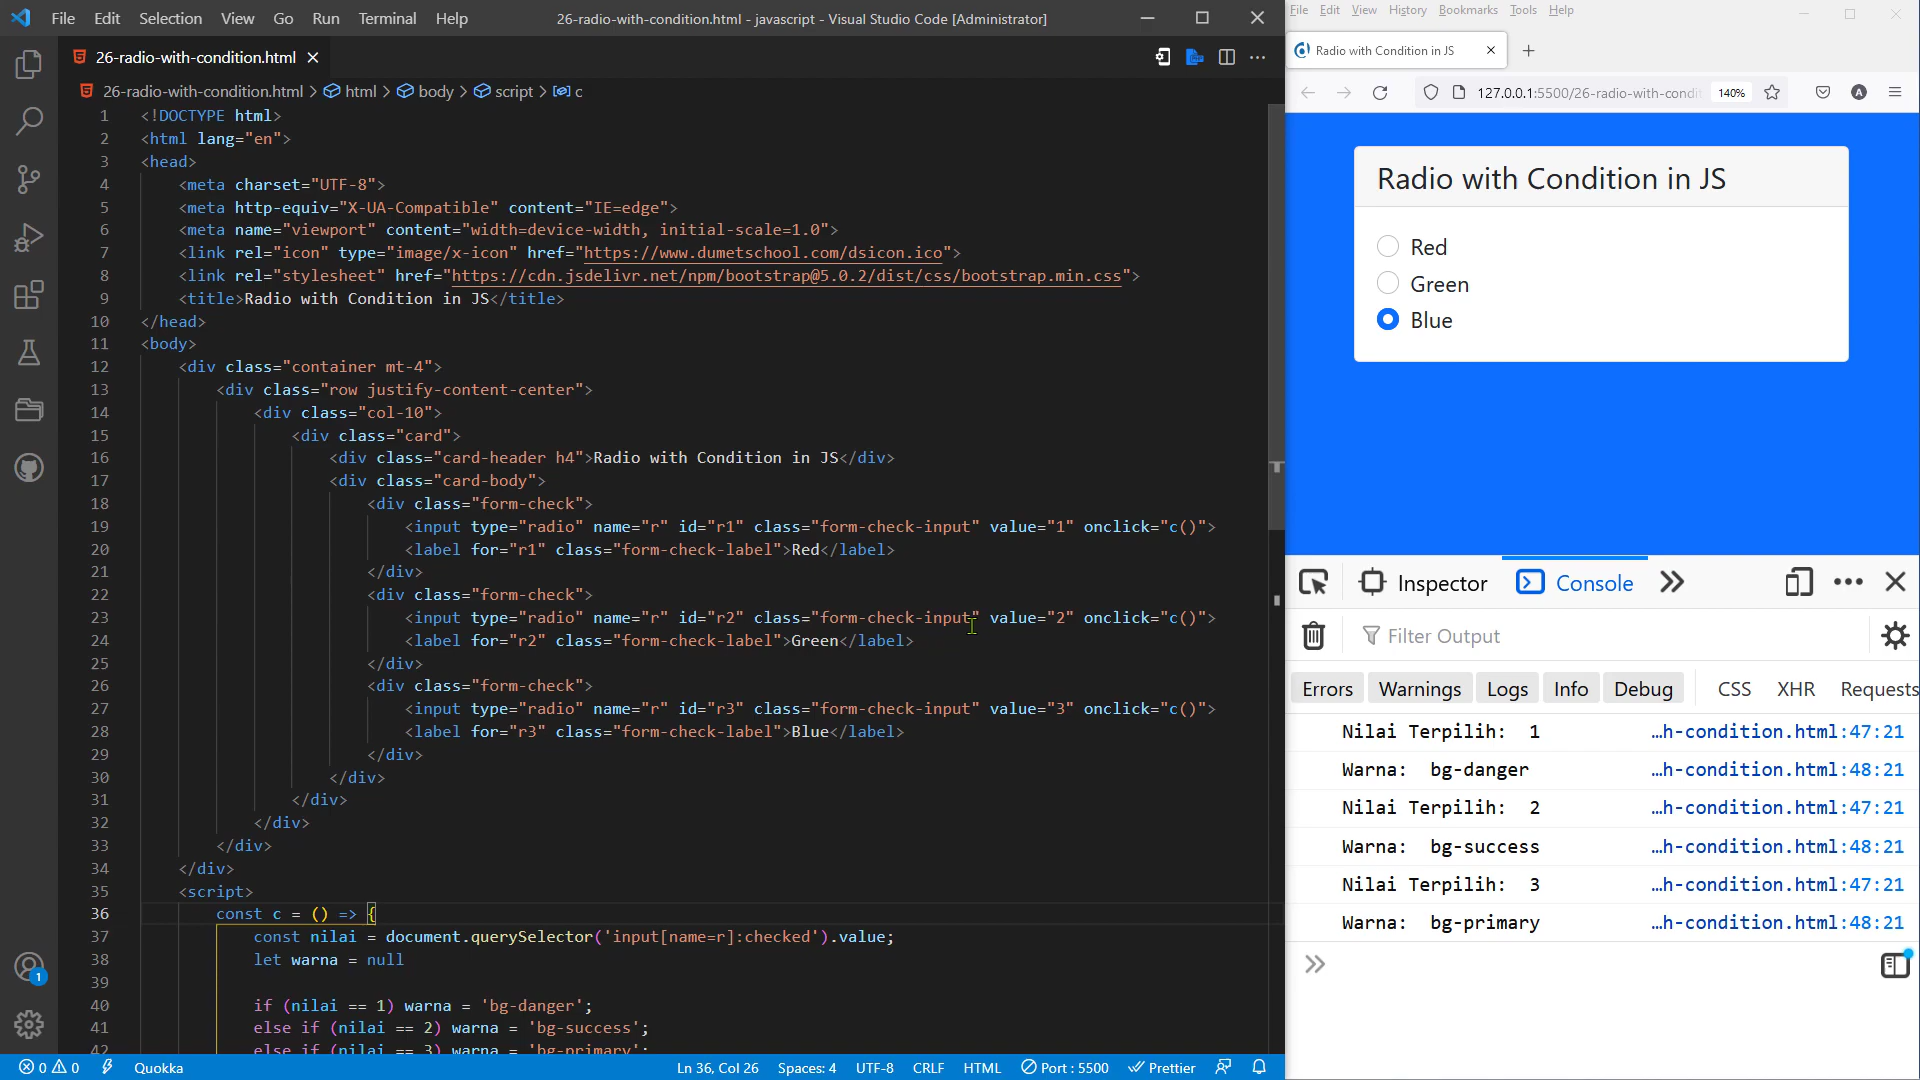 File Edit Selection View Go Run Terminal Help
26-radio-with-condition.html - javascript - Visual Studio Code [Administrator]
26-radio-with-condition.html
26-radio-with-condition.html > html > body > script > c
1 <!DOCTYPE html>
2 <html lang="en">
3 <head>
4 <meta charset="UTF-8">
5 <meta http-equiv="X-UA-Compatible" content="IE=edge">
6 <meta name="viewport" content="width=device-width, initial-scale=1.0">
7 <link rel="icon" type="image/x-icon" href="https://www.dumetschool.com/dsicon.ico">
8 <link rel="stylesheet" href="https://cdn.jsdelivr.net/npm/bootstrap@5.0.2/dist/css/bootstrap.min.css">
9 <title>Radio with Condition in JS</title>
10 </head>
11 <body>
12 <div class="container mt-4">
13 <div class="row justify-content-center">
14 <div class="col-10">
15 <div class="card">
16 <div class="card-header h4">Radio with Condition in JS</div>
17 <div class="card-body">
18 <div class="form-check">
19 <input type="radio" name="r" id="r1" class="form-check-input" value="1" onclick="c()">
20 <label for="r1" class="form-check-label">Red</label>
21 </div>
22 <div class="form-check">
23 <input type="radio" name="r" id="r2" class="form-check-input" value="2" onclick="c()">
24 <label for="r2" class="form-check-label">Green</label>
25 </div>
26 <div class="form-check">
27 <input type="radio" name="r" id="r3" class="form-check-input" value="3" onclick="c()">
28 <label for="r3" class="form-check-label">Blue</label>
29 </div>
30 </div>
31 </div>
32 </div>
33 </div>
34 </div>
35 <script>
36 const c = () => {
37 const nilai = document.querySelector('input[name=r]:checked').value;
38 let warna = null
39
40 if (nilai == 1) warna = 'bg-danger';
41 else if (nilai == 2) warna = 'bg-success';
42 else if (nilai == 3) warna = 'bg-primary';
1
0 0 Quokka
Ln 36, Col 26 Spaces: 4 UTF-8 CRLF HTML Port : 5500 Prettier
File Edit View History Bookmarks Tools Help
Radio with Condition in JS
127.0.0.1:5500/26-radio-with-condit 140% A
Radio with Condition in JS
Red
Green
Blue
Inspector Console
Filter Output
Errors Warnings Logs Info Debug CSS XHR Requests
Nilai Terpilih: 1 …h-condition.html:47:21
Warna: bg-danger …h-condition.html:48:21
Nilai Terpilih: 2 …h-condition.html:47:21
Warna: bg-success …h-condition.html:48:21
Nilai Terpilih: 3 …h-condition.html:47:21
Warna: bg-primary …h-condition.html:48:21